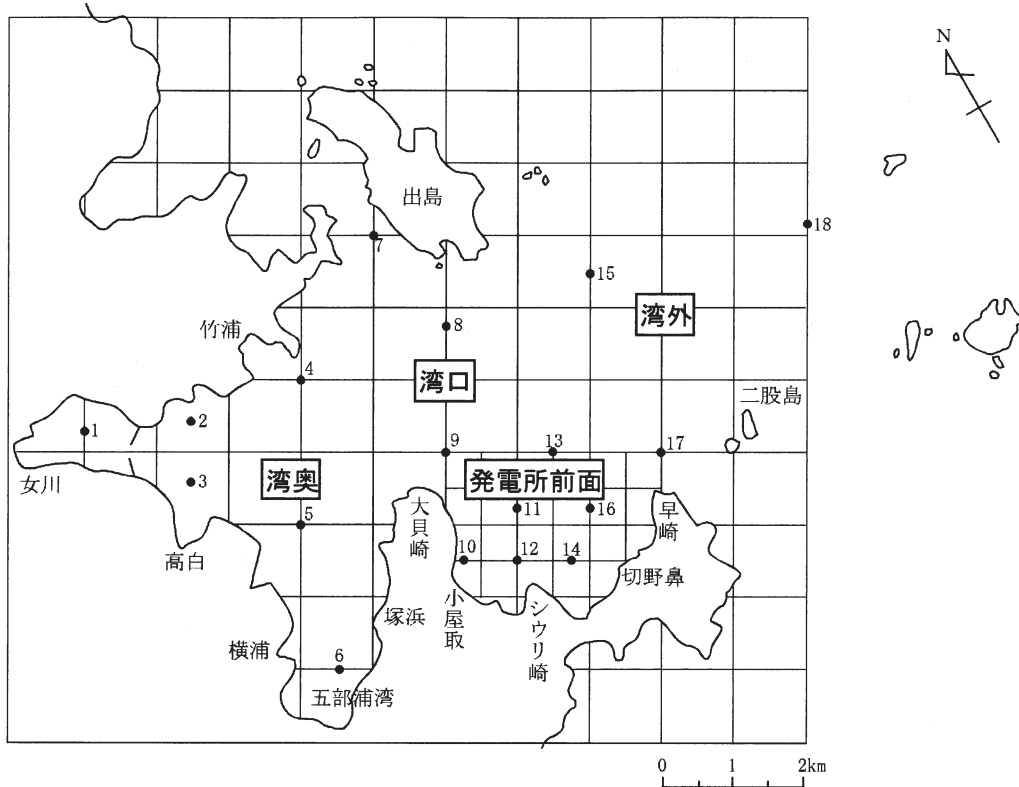 N
出島
18
7
15
8
湾外
竹浦
湾口
4
二股島
2
1
9
13
17
女川
3
湾奥
発電所前面
大貝崎
11
16
早崎
5
高白
10
12
14
切野鼻
小屋取
シウリ崎
塚浜
横浦
6
五部浦湾
0 1 2km